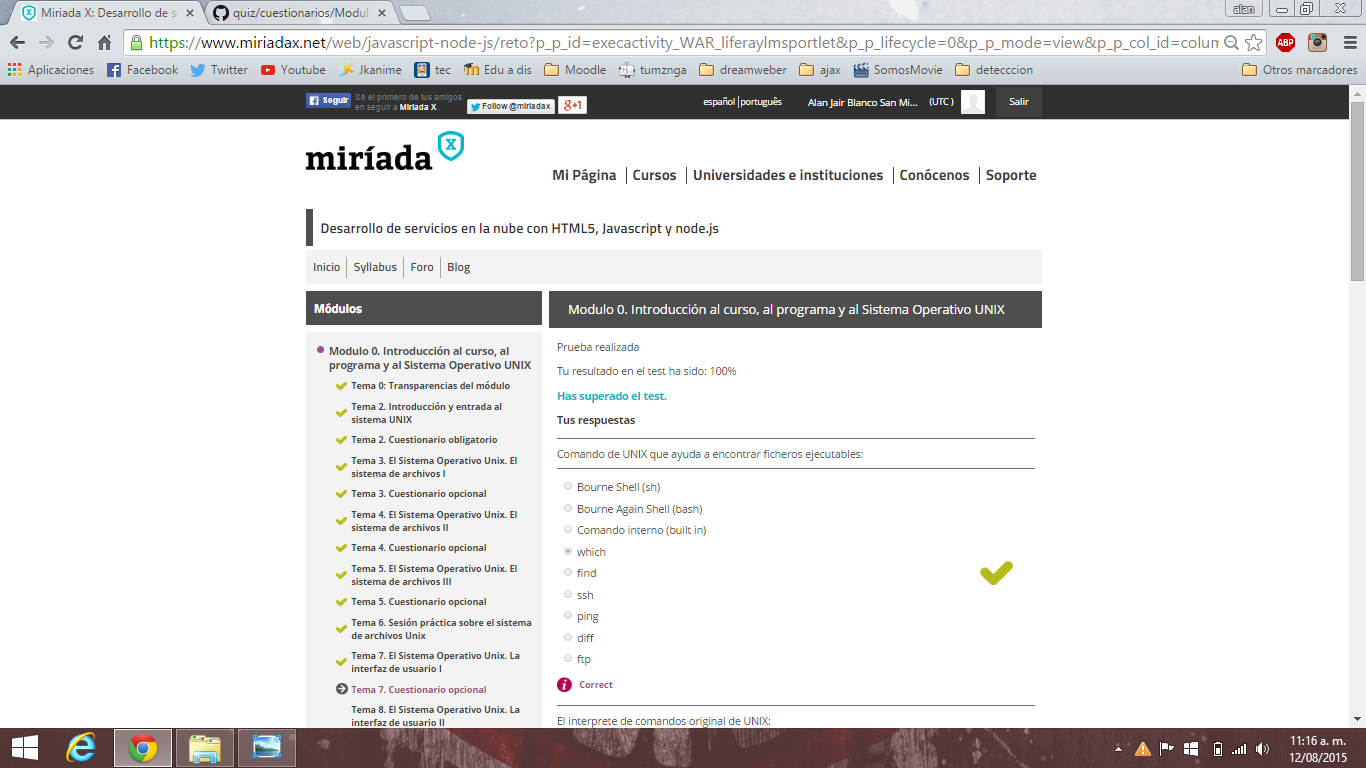 Miriada X: Desarrollo de s
quiz/cuestionarios/Modul
alan
https://www.miriadax.net/web/javascript-node-js/reto?p_p_id=execactivity_WAR_liferaylmsportlet&p_p_lifecycle=0&p_p_mode=view&p_p_col_id=colum
ABP
Aplicaciones
Facebook
Twitter
Youtube
Jkanime
tec
Edu a dis
Moodle
tumznga
dreamweber
ajax
SomosMovie
detecccion
Otros marcadores
Seguir
Sé el primero de tus amigos
en seguir a Miriada X.
Follow @miriadax
g+1
español | português
Alan Jair Blanco San Mi...
(UTC )
Salir
miríada X
Mi Página
Cursos
Universidades e instituciones
Conócenos
Soporte
Desarrollo de servicios en la nube con HTML5, Javascript y node.js
Inicio
Syllabus
Foro
Blog
Módulos
Modulo 0. Introducción al curso, al
programa y al Sistema Operativo UNIX
Tema 0: Transparencias del módulo
Tema 2. Introducción y entrada al
sistema UNIX
Tema 2. Cuestionario obligatorio
Tema 3. El Sistema Operativo Unix. El
sistema de archivos I
Tema 3. Cuestionario opcional
Tema 4. El Sistema Operativo Unix. El
sistema de archivos II
Tema 4. Cuestionario opcional
Tema 5. El Sistema Operativo Unix. El
sistema de archivos III
Tema 5. Cuestionario opcional
Tema 6. Sesión práctica sobre el sistema
de archivos Unix
Tema 7. El Sistema Operativo Unix. La
interfaz de usuario I
Tema 7. Cuestionario opcional
Tema 8. El Sistema Operativo Unix. La
interfaz de usuario II
Modulo 0. Introducción al curso, al programa y al Sistema Operativo UNIX
Prueba realizada
Tu resultado en el test ha sido: 100%
Has superado el test.
Tus respuestas
Comando de UNIX que ayuda a encontrar ficheros ejecutables:
Bourne Shell (sh)
Bourne Again Shell (bash)
Comando interno (built in)
which
find
ssh
ping
diff
ftp
Correct
El interprete de comandos original de UNIX:
11:16 a. m.
12/08/2015